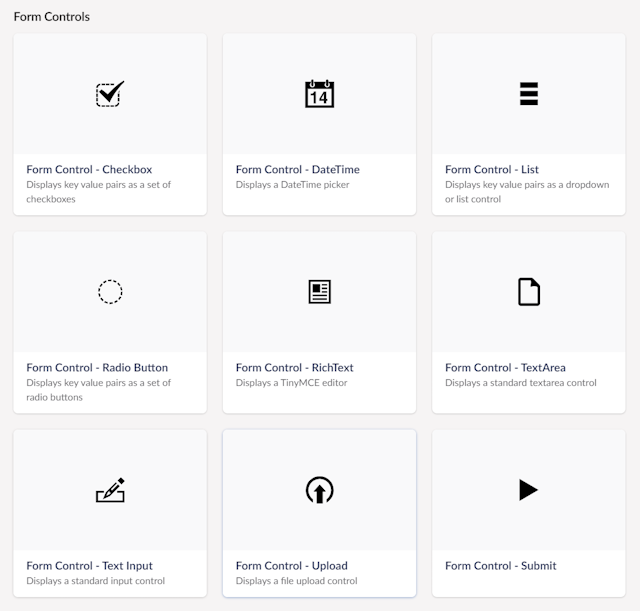 Form Controls
14
Form Control - Checkbox
Displays key value pairs as a set of
checkboxes
Form Control - DateTime
Displays a DateTime picker
Form Control - List
Displays key value pairs as a dropdown
or list control
Form Control - Radio Button
Displays key value pairs as a set of
radio buttons
Form Control - RichText
Displays a TinyMCE editor
Form Control - TextArea
Displays a standard textarea control
Form Control - Text Input
Displays a standard input control
Form Control - Upload
Displays a file upload control
Form Control - Submit